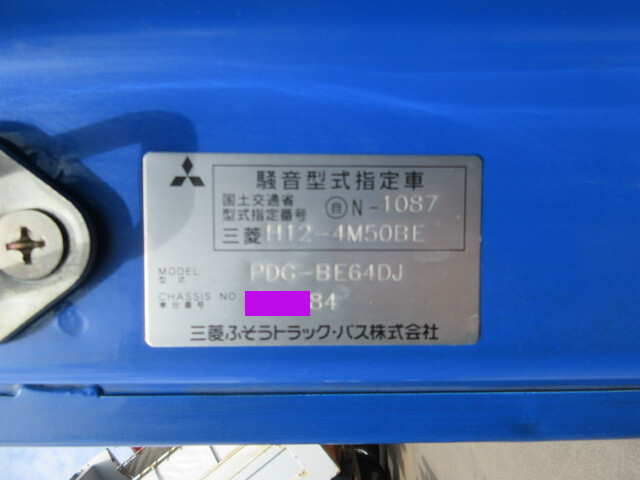 騒音型式指定車
国土交通省
型式指定番号 自N-1087
三菱H12-4M50BE
MODEL PDG-BE64DJ
型式
CHASSIS NO. 84
車台番号
三菱ふそうトラック・バス株式会社